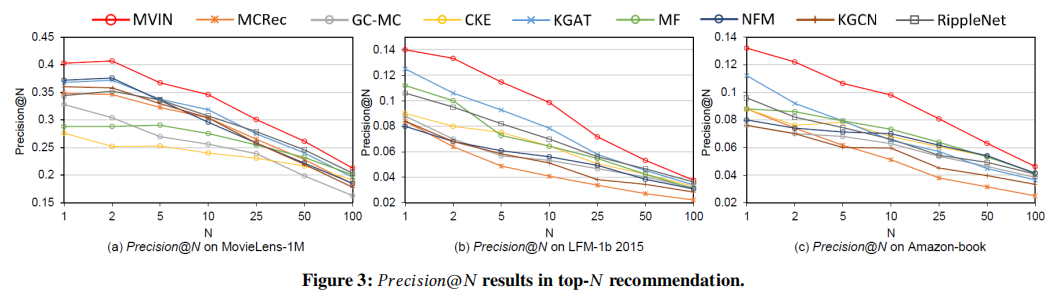 MVIN MCRec GC-MC CKE KGAT MF NFM KGCN RippleNet
Precision@N
0.45
0.4
0.35
0.3
0.25
0.2
0.15
1 2 5 10 25 50 100
N
(a) Precision@N on MovieLens-1M
Precision@N
0.14
0.12
0.1
0.08
0.06
0.04
0.02
1 2 5 10 25 50 100
N
(b) Precision@N on LFM-1b 2015
Precision@N
0.14
0.12
0.1
0.08
0.06
0.04
0.02
1 2 5 10 25 50 100
N
(c) Precision@N on Amazon-book
Figure 3: Precision@N results in top-N recommendation.